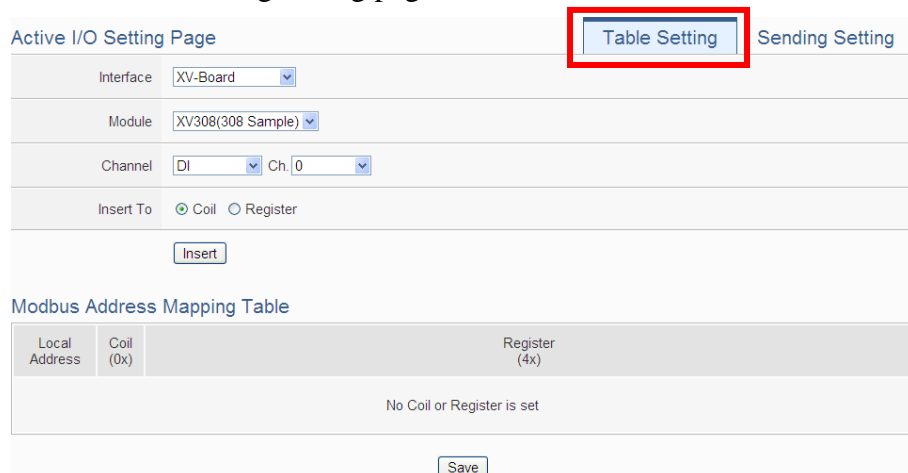 Active I/O Setting Page Table Setting Sending Setting
Interface XV-Board
Module XV308(308 Sample)
Channel DI Ch. 0
Insert To Coil Register
Insert
Modbus Address Mapping Table
Local Address Coil (0x) Register (4x)
No Coil or Register is set
Save